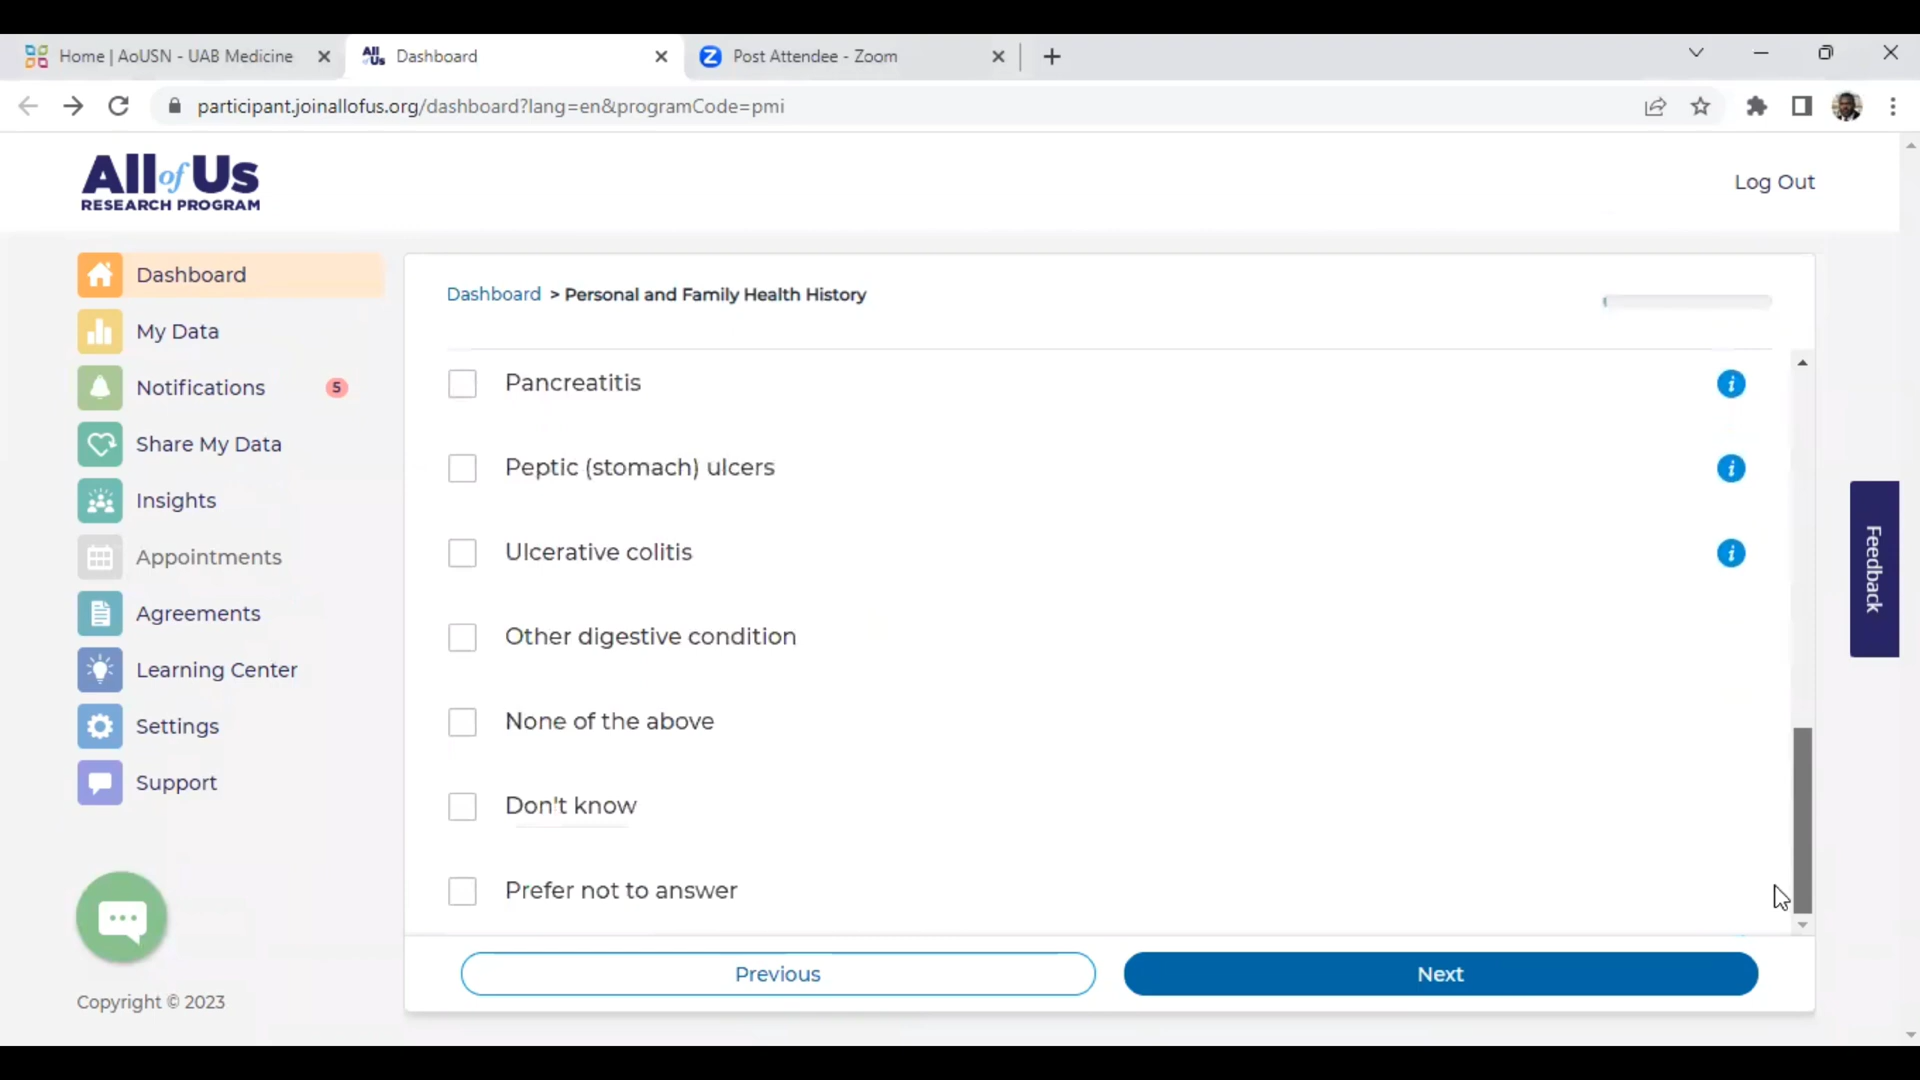 Home | AoUSN - UAB Medicine
All of Us
Dashboard
Post Attendee - Zoom
participant.joinallofus.org/dashboard?lang=en&programCode=pmi
All of Us
RESEARCH PROGRAM
Log Out
Dashboard
My Data
Notifications 5
Share My Data
Insights
Appointments
Agreements
Learning Center
Settings
Support
Copyright © 2023
Dashboard > Personal and Family Health History
Pancreatitis
Peptic (stomach) ulcers
Ulcerative colitis
Other digestive condition
None of the above
Don't know
Prefer not to answer
Previous
Next
Feedback